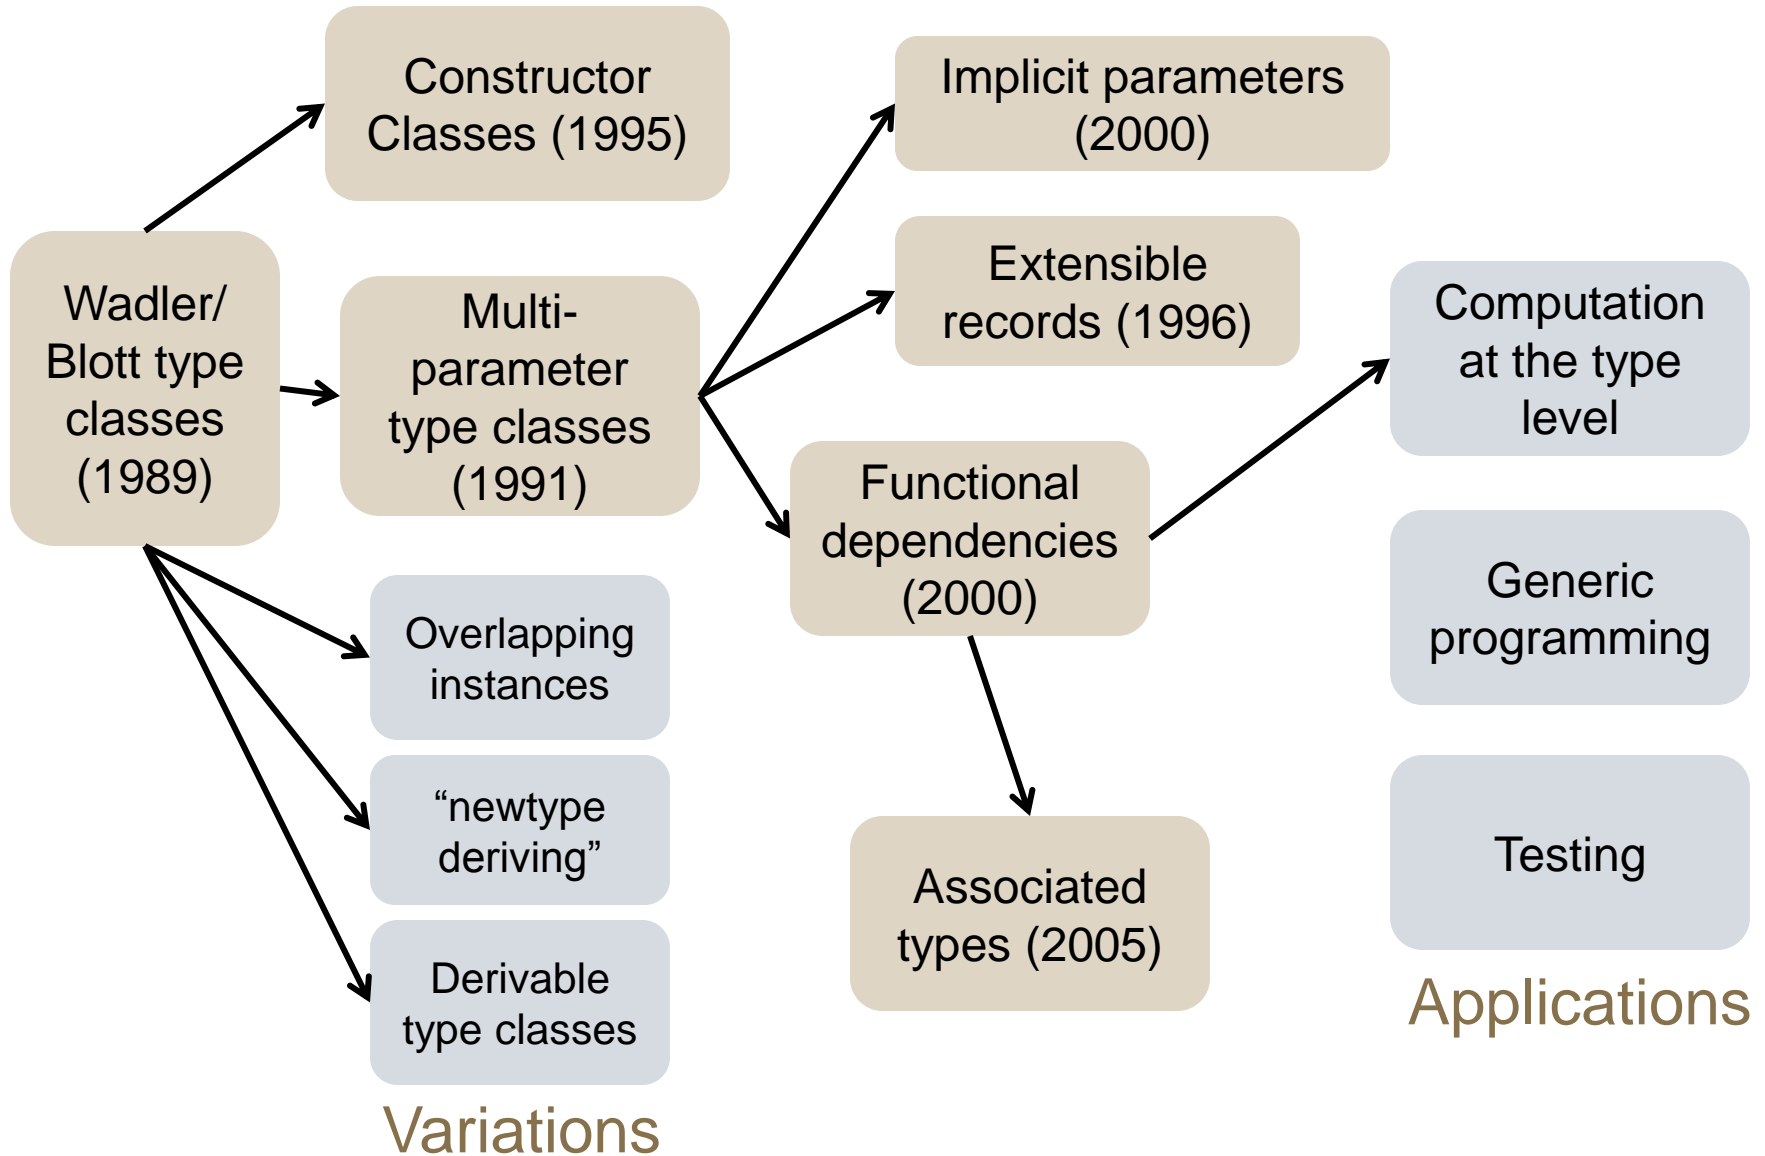 Constructor
Classes (1995)
Implicit parameters
(2000)
Extensible
records (1996)
Wadler/
Blott type
classes
(1989)
Multi-
parameter
type classes
(1991)
Computation
at the type
level
Functional
dependencies
(2000)
Generic
programming
Overlapping
instances
“newtype
deriving”
Testing
Associated
types (2005)
Derivable
type classes
Applications
Variations